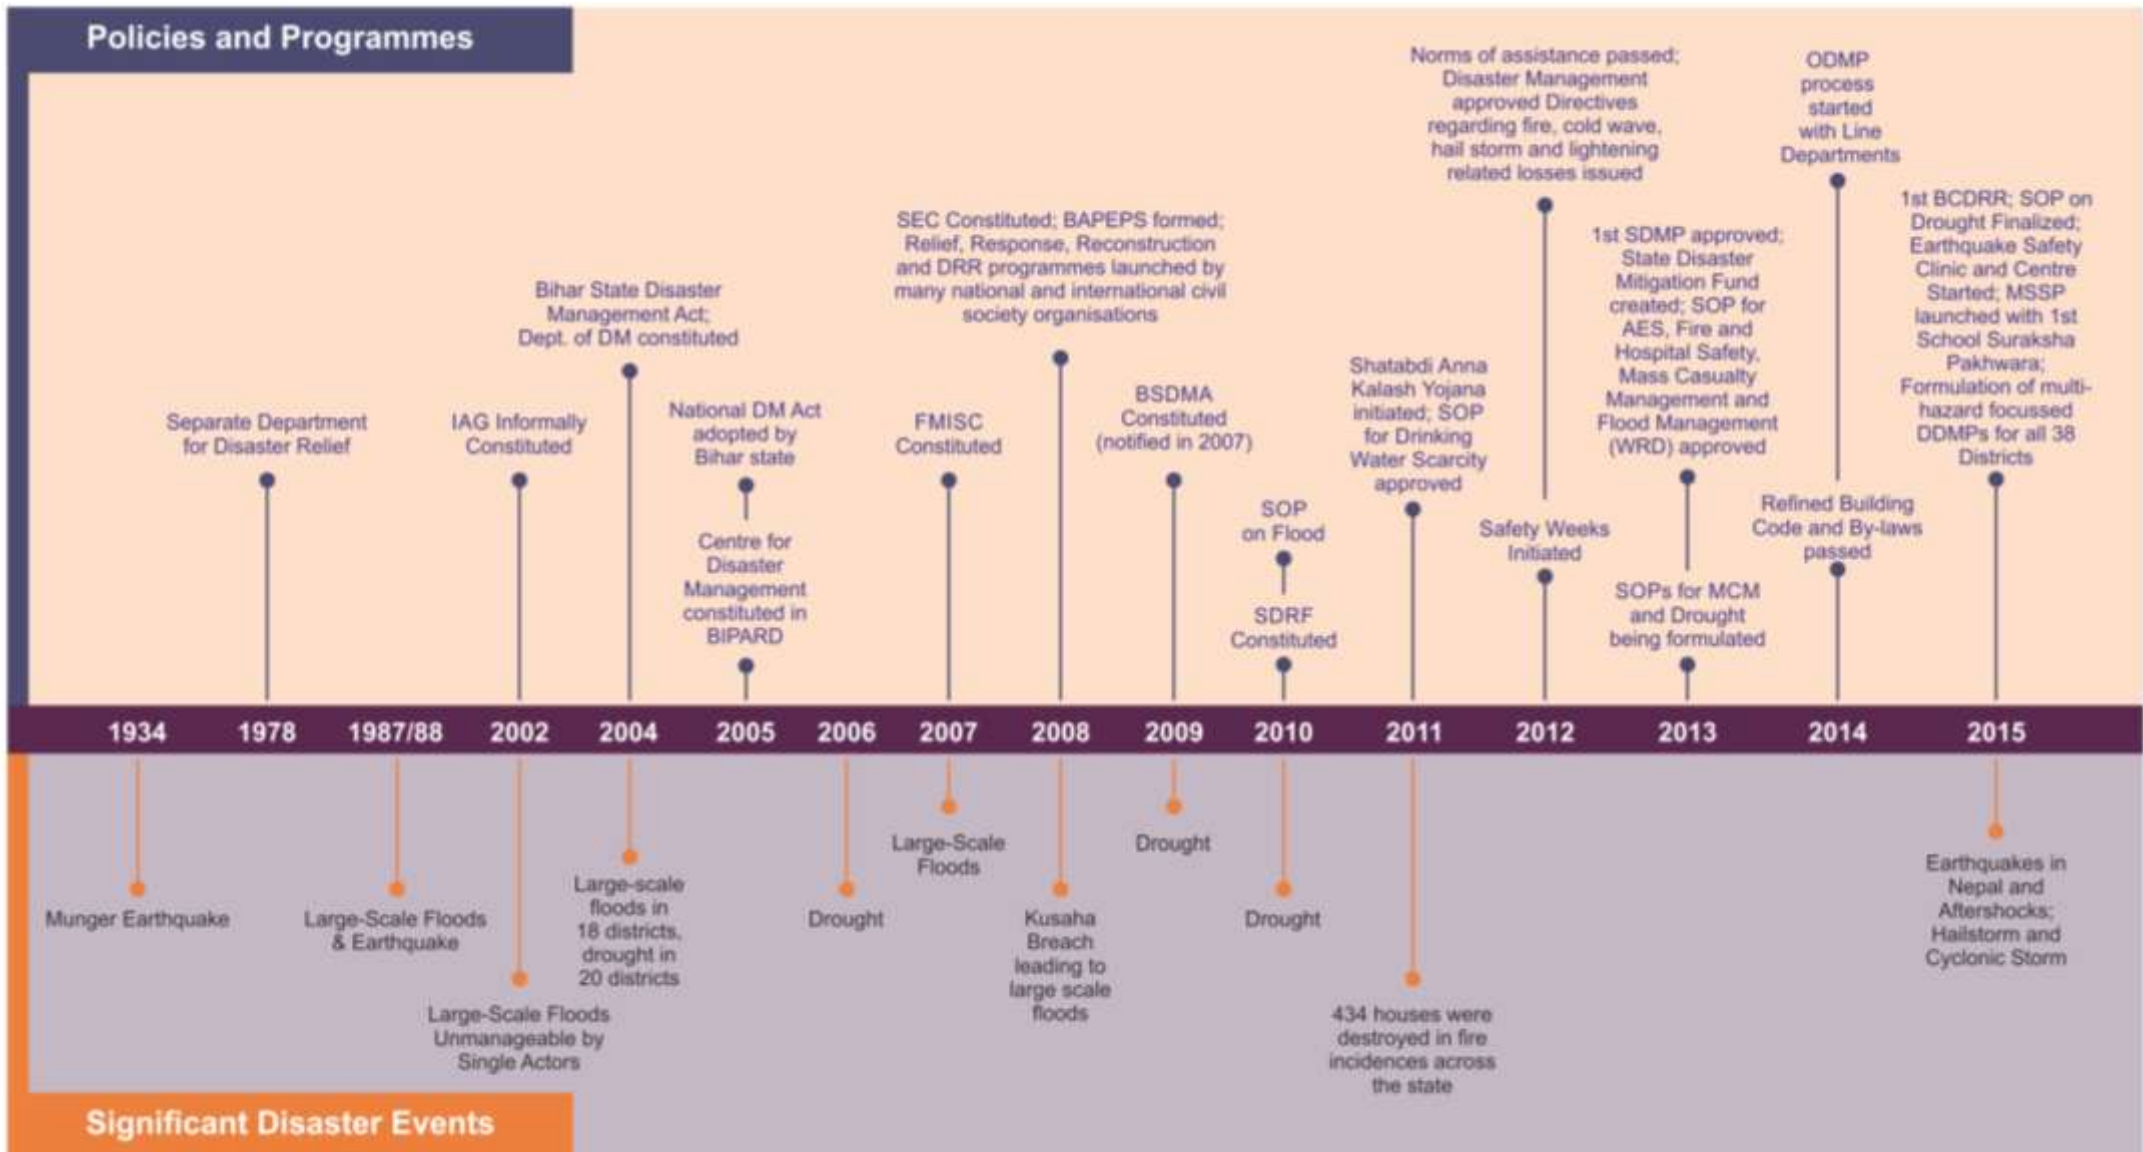 Policies and Programmes
Separate Department
for Disaster Relief
IAG Informally
Constituted
Bihar State Disaster
Management Act;
Dept. of DM constituted
National DM Act
adopted by
Bihar state
Centre for
Disaster
Management
constituted in
BIPARD
FMISC
Constituted
SEC Constituted; BAPEPS formed;
Relief, Response, Reconstruction
and DRR programmes launched by
many national and international civil
society organisations
BSDMA
Constituted
(notified in 2007)
SOP
on Flood
SDRF
Constituted
Shatabdi Anna
Kalash Yojana
initiated; SOP
for Drinking
Water Scarcity
approved
Norms of assistance passed;
Disaster Management
approved Directives
regarding fire, cold wave,
hail storm and lightening
related losses issued
Safety Weeks
Initiated
1st SDMP approved;
State Disaster
Mitigation Fund
created; SOP for
AES, Fire and
Hospital Safety,
Mass Casualty
Management and
Flood Management
(WRD) approved
SOPs for MCM
and Drought
being formulated
ODMP
process
started
with Line
Departments
Refined Building
Code and By-laws
passed
1st BCDRR; SOP on
Drought Finalized;
Earthquake Safety
Clinic and Centre
Started; MSSP
launched with 1st
School Suraksha
Pakhwara;
Formulation of multi-
hazard focussed
DDMPs for all 38
Districts
1934 1978 1987/88 2002 2004 2005 2006 2007 2008 2009 2010 2011 2012 2013 2014 2015
Munger Earthquake
Large-Scale Floods
& Earthquake
Large-Scale Floods
Unmanageable by
Single Actors
Large-scale
floods in
18 districts,
drought in
20 districts
Drought
Large-Scale
Floods
Kusaha
Breach
leading to
large scale
floods
Drought
Drought
434 houses were
destroyed in fire
incidences across
the state
Earthquakes in
Nepal and
Aftershocks;
Hailstorm and
Cyclonic Storm
Significant Disaster Events